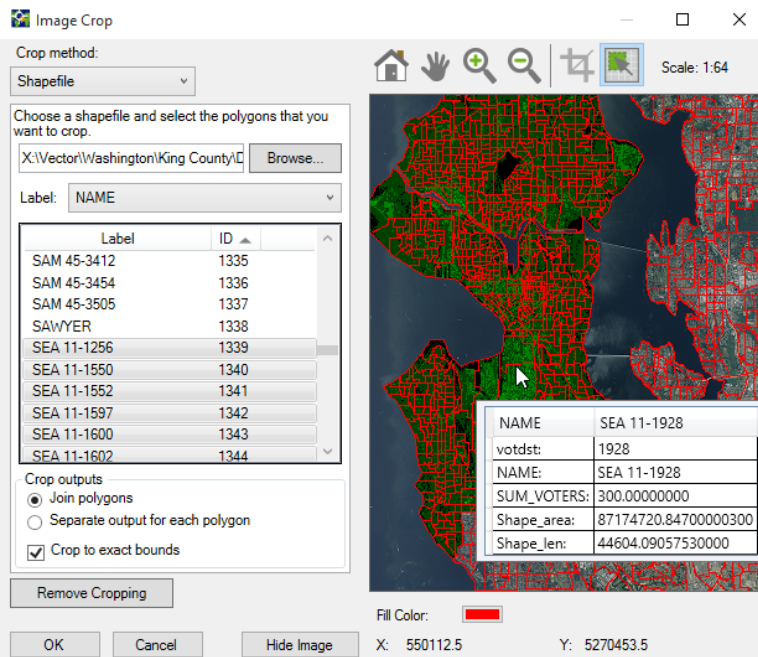 Image Crop
Crop method:
Shapefile
Choose a shapefile and select the polygons that you
want to crop.
X:\Vector\Washington\King County\D
Browse...
Label:
NAME
Label ID
SAM 45-3412 1335
SAM 45-3454 1336
SAM 45-3505 1337
SAWYER 1338
SEA 11-1256 1339
SEA 11-1550 1340
SEA 11-1552 1341
SEA 11-1597 1342
SEA 11-1600 1343
SEA 11-1602 1344
Crop outputs
Join polygons
Separate output for each polygon
Crop to exact bounds
Remove Cropping
OK Cancel Hide Image
Scale: 1:64
NAME SEA 11-1928
votdst: 1928
NAME: SEA 11-1928
SUM_VOTERS: 300.00000000
Shape_area: 87174720.84700000300
Shape_len: 44604.09057530000
Fill Color:
X: 550112.5 Y: 5270453.5